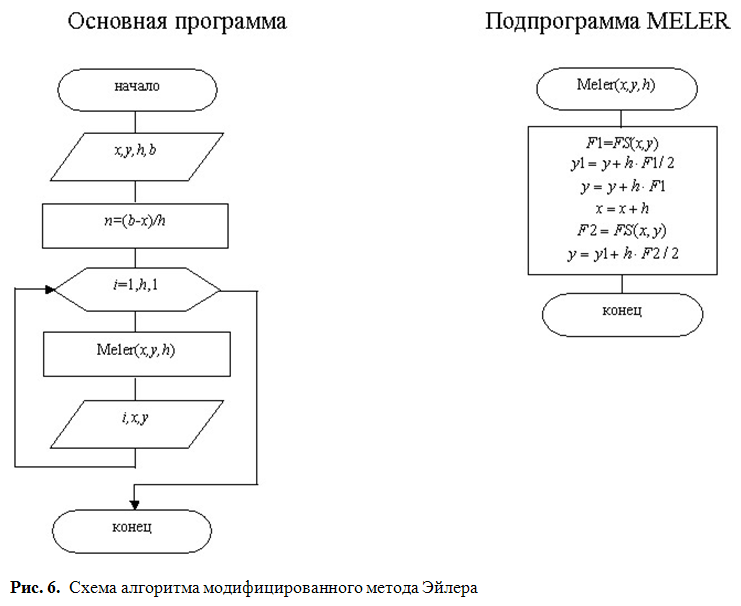 Основная программа
начало
x,y,h,b
n=(b-x)/h
i=1,h,1
Meler(x,y,h)
i,x,y
конец
Подпрограмма MELER
Meler(x,y,h)
F1=FS(x,y)
y1 = y + h · F1/ 2
y = y + h · F1
x = x + h
F2 = FS(x, y)
y = y1+ h · F2 / 2
конец
Рис. 6. Схема алгоритма модифицированного метода Эйлера